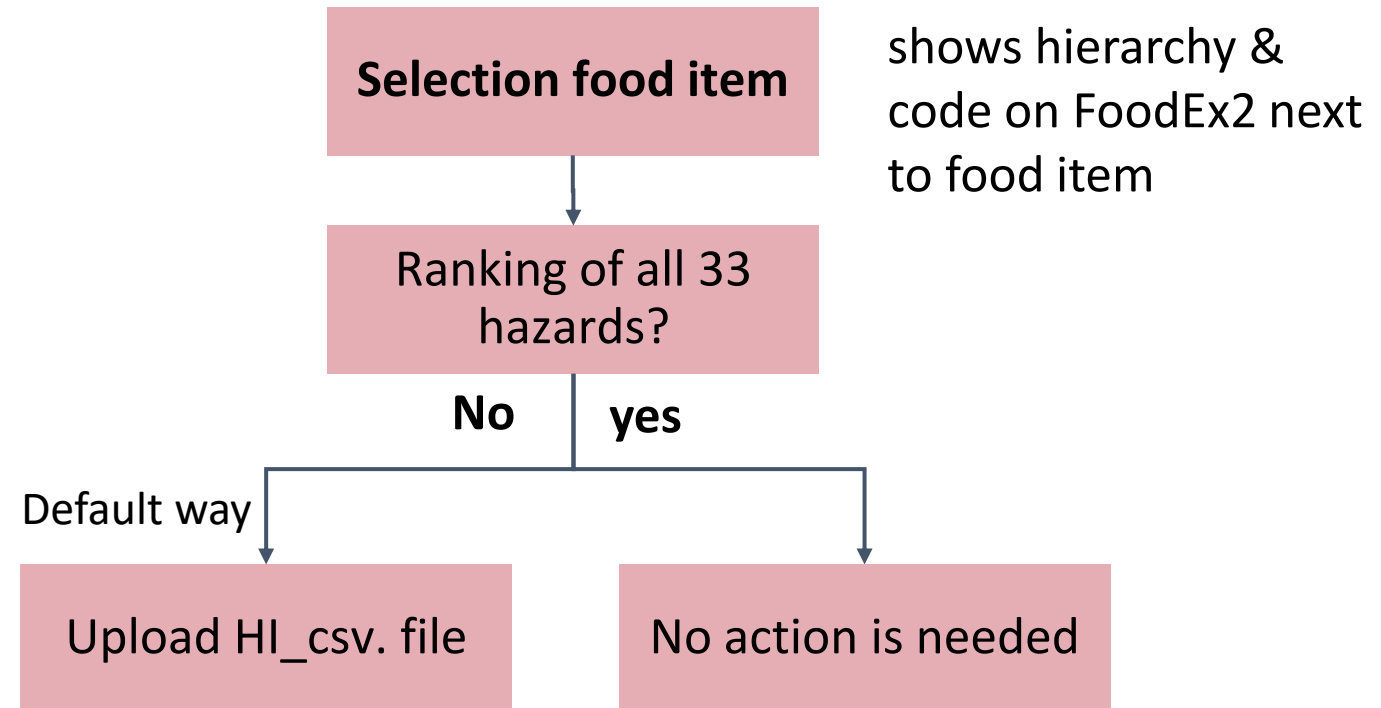 Selection food item
shows hierarchy &
code on FoodEx2 next
to food item
Ranking of all 33
hazards?
No
yes
Default way
Upload HI_csv. file
No action is needed